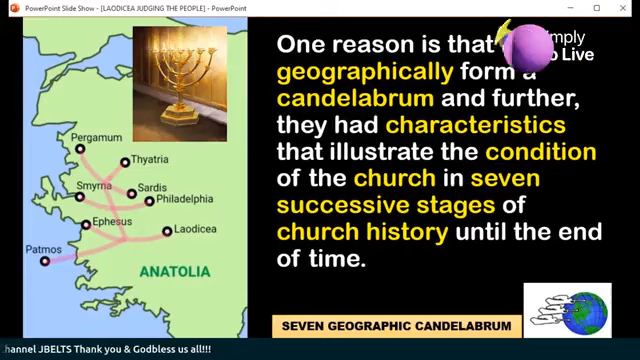 PowerPoint Slide Show - [LAODICEA JUDGING THE PEOPLE] - PowerPoint
One reason is that
geographically form a
candelabrum and further,
they had characteristics
that illustrate the condition
of the church in seven
successive stages of
church history until the end
of time.
Live
Pergamum
Thyatria
Smyrna
Sardis
Philadelphia
Ephesus
Laodicea
Patmos
ANATOLIA
SEVEN GEOGRAPHIC CANDELABRUM
channel JBELTS Thank you & Godbless us all!!!